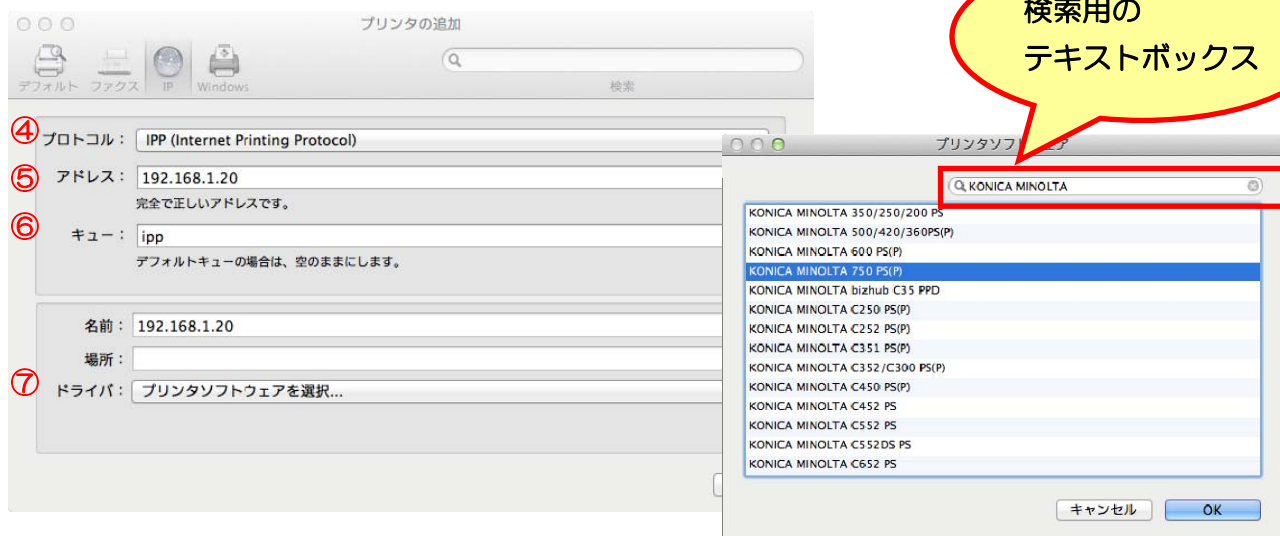 プリンタの追加
デフォルト ファクス IP Windows
検索
④ プロトコル： IPP (Internet Printing Protocol)
⑤ アドレス： 192.168.1.20
完全で正しいアドレスです。
⑥ キュー： ipp
デフォルトキューの場合は、空のままにします。
名前： 192.168.1.20
場所：
⑦ ドライバ： プリンタソフトウェアを選択...
検索用の
テキストボックス
プリンタソフ ェア
KONICA MINOLTA
KONICA MINOLTA 350/250/200 PS
KONICA MINOLTA 500/420/360PS(P)
KONICA MINOLTA 600 PS(P)
KONICA MINOLTA 750 PS(P)
KONICA MINOLTA bizhub C35 PPD
KONICA MINOLTA C250 PS(P)
KONICA MINOLTA C252 PS(P)
KONICA MINOLTA C351 PS(P)
KONICA MINOLTA C352/C300 PS(P)
KONICA MINOLTA C450 PS(P)
KONICA MINOLTA C452 PS
KONICA MINOLTA C552 PS
KONICA MINOLTA C552DS PS
KONICA MINOLTA C652 PS
キャンセル OK